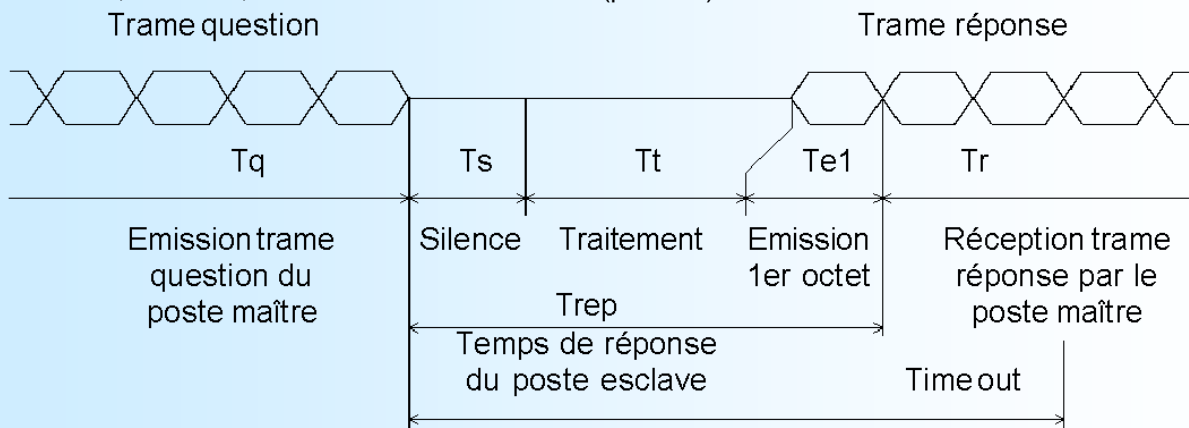 Trame question
Trame réponse
Tq
Ts
Tt
Te1
Tr
Emission trame
question du
poste maître
Silence
Traitement
Emission
1er octet
Réception trame
réponse par le
poste maître
Trep
Temps de réponse
du poste esclave
Time out